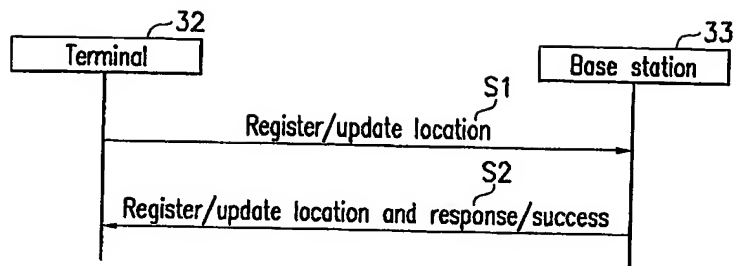 32
Terminal
33
Base station
S1
Register/update location
S2
Register/update location and response/success